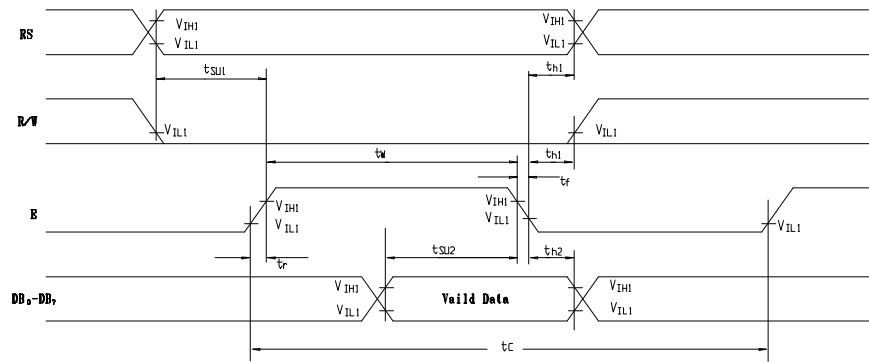 RS
VIH1
VIL1
VIH1
VIL1
tSU1
th1
R/W
VIL1
VIL1
tW
th1
tf
E
VIH1
VIL1
VIH1
VIL1
VIL1
tr
tSU2
th2
DB0-DB7
VIH1
VIL1
Vaild Data
VIH1
VIL1
tC